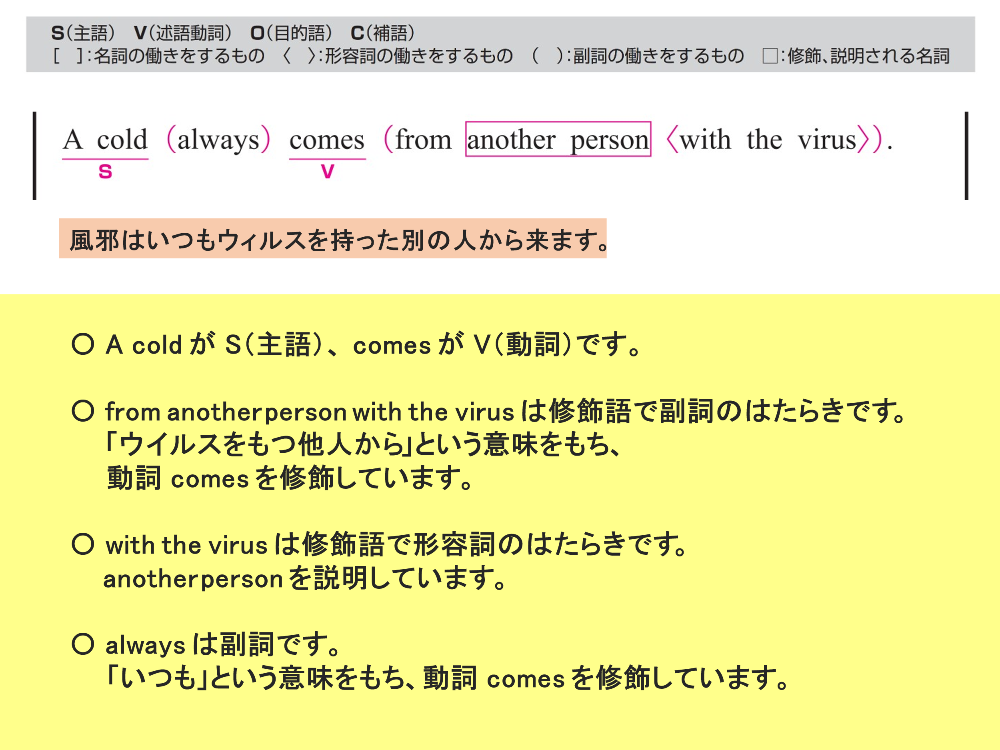 S（主語）　V（述語動詞）　O（目的語）　C（補語）
［　］：名詞の働きをするもの　〈　〉：形容詞の働きをするもの　（　）：副詞の働きをするもの　□：修飾、説明される名詞
A cold （always） comes （from another person 〈with the virus〉）.
S　V
風邪はいつもウィルスを持った別の人から来ます。
○ A cold が S（主語）、comes が V（動詞）です。
○ from another person with the virus は修飾語で副詞のはたらきです。
「ウイルスをもつ他人から」という意味をもち、
動詞 comes を修飾しています。
○ with the virus は修飾語で形容詞のはたらきです。
another person を説明しています。
○ always は副詞です。
「いつも」という意味をもち、動詞 comes を修飾しています。